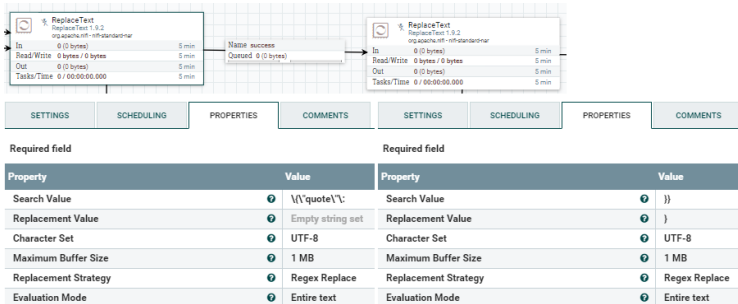 ReplaceText
ReplaceText 1.9.2
org.apache.nifi - nifi-standard-nar
In 0 (0 bytes) 5 min
Read/Write 0 bytes / 0 bytes 5 min
Out 0 (0 bytes) 5 min
Tasks/Time 0 / 00:00:00.000 5 min
Name success
Queued 0 (0 bytes)
ReplaceText
ReplaceText 1.9.2
org.apache.nifi - nifi-standard-nar
In 0 (0 bytes) 5 min
Read/Write 0 bytes / 0 bytes 5 min
Out 0 (0 bytes) 5 min
Tasks/Time 0 / 00:00:00.000 5 min
SETTINGS SCHEDULING PROPERTIES COMMENTS
Required field
Property Value
Search Value \{\"quote\"\:
Replacement Value Empty string set
Character Set UTF-8
Maximum Buffer Size 1 MB
Replacement Strategy Regex Replace
Evaluation Mode Entire text
SETTINGS SCHEDULING PROPERTIES COMMENTS
Required field
Property Value
Search Value }}
Replacement Value }
Character Set UTF-8
Maximum Buffer Size 1 MB
Replacement Strategy Regex Replace
Evaluation Mode Entire text